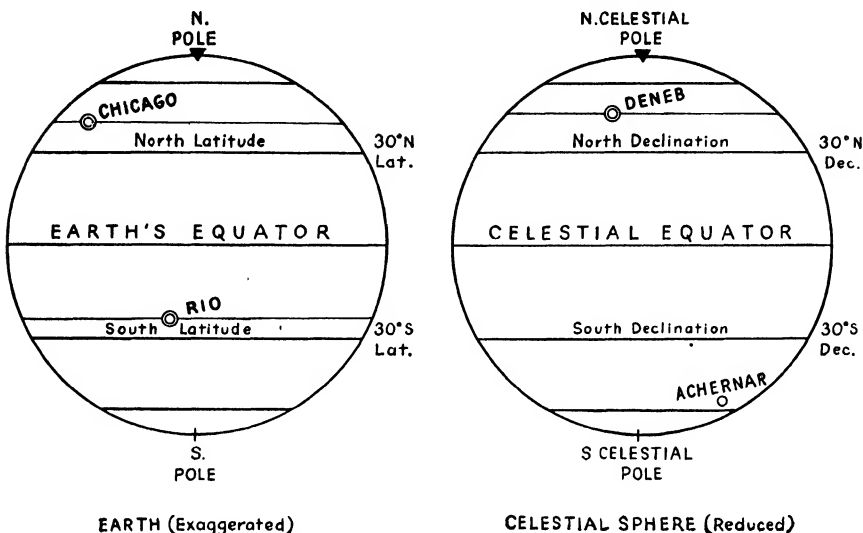 N.
POLE
CHICAGO
North Latitude
30°N
Lat.
EARTH'S EQUATOR
RIO
South Latitude
30°S
Lat.
S.
POLE
EARTH (Exaggerated)
N.CELESTIAL
POLE
DENEB
North Declination
30°N
Dec.
CELESTIAL EQUATOR
South Declination
30°S
Dec.
ACHERNAR
S CELESTIAL
POLE
CELESTIAL SPHERE (Reduced)